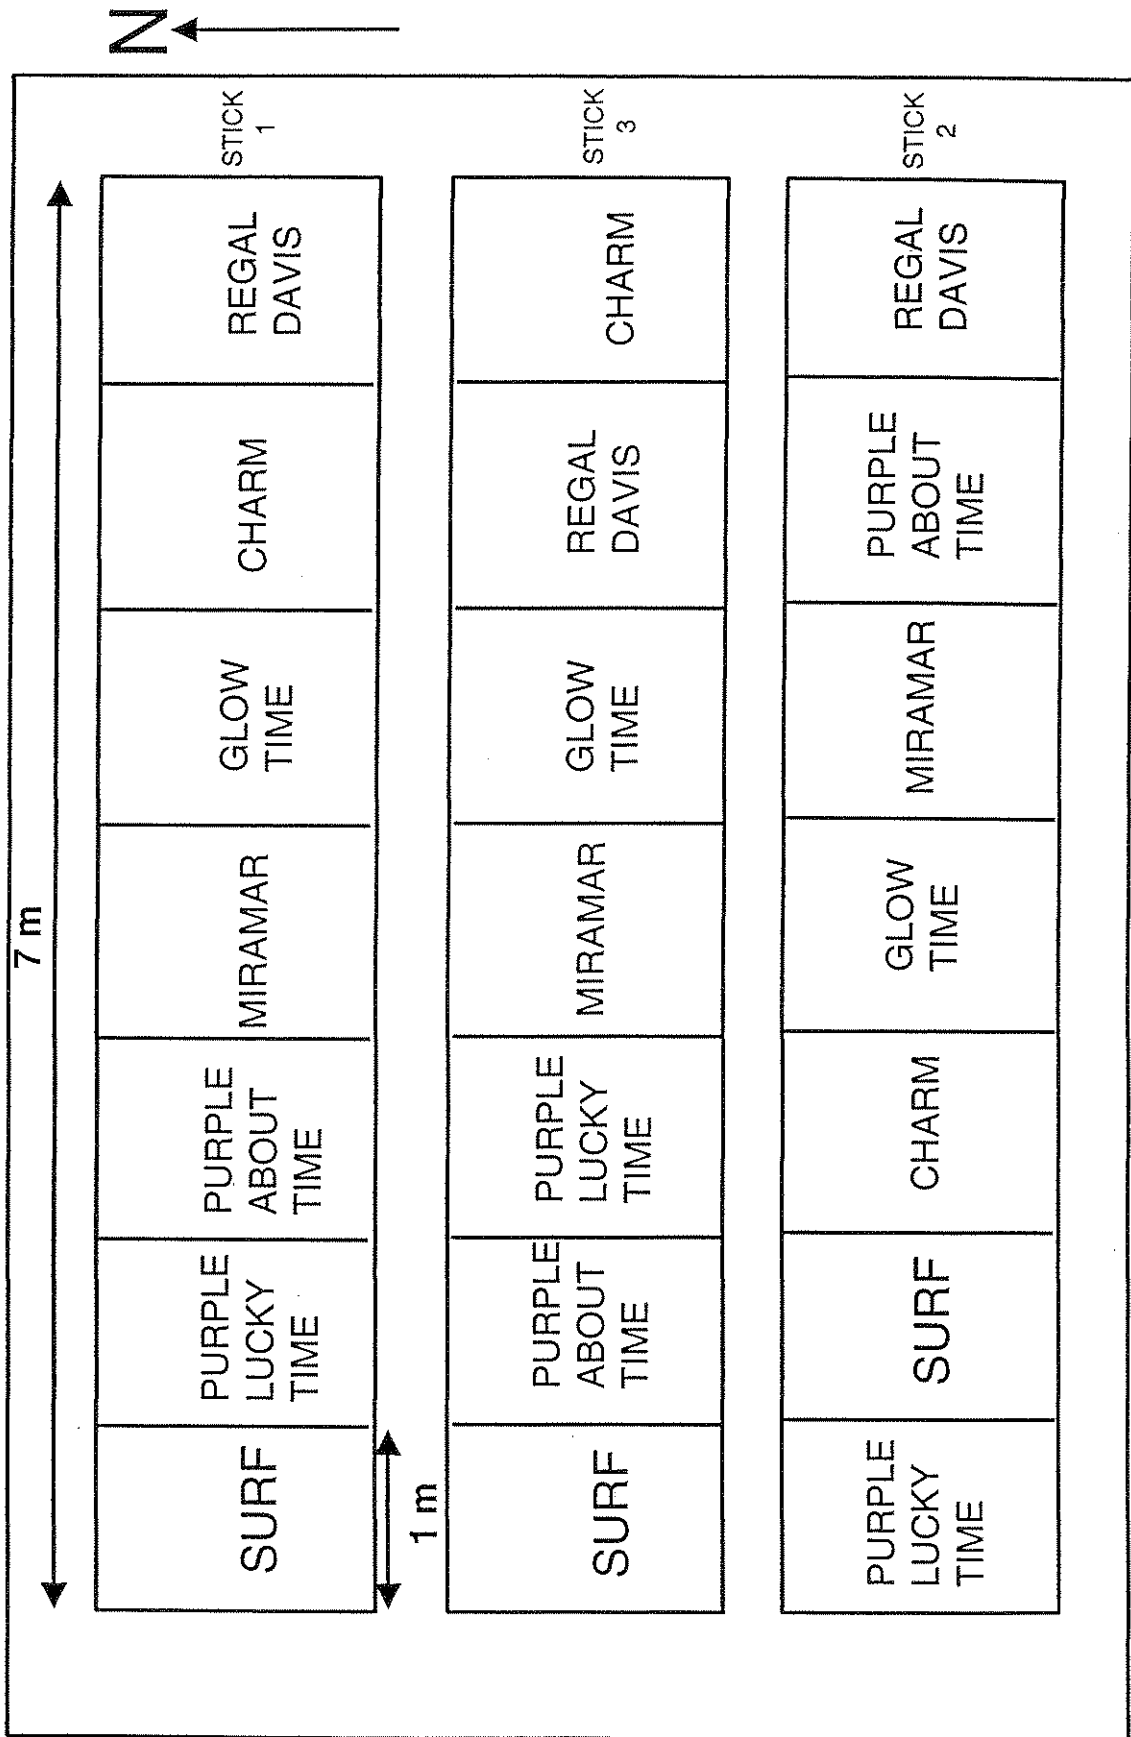 7 m
N
SURF
PURPLE
LUCKY
TIME
PURPLE
ABOUT
TIME
MIRAMAR
GLOW
TIME
CHARM
REGAL
DAVIS
STICK
1
1 m
SURF
PURPLE
ABOUT
TIME
PURPLE
LUCKY
TIME
MIRAMAR
GLOW
TIME
REGAL
DAVIS
CHARM
STICK
3
PURPLE
LUCKY
TIME
SURF
CHARM
GLOW
TIME
MIRAMAR
PURPLE
ABOUT
TIME
REGAL
DAVIS
STICK
2